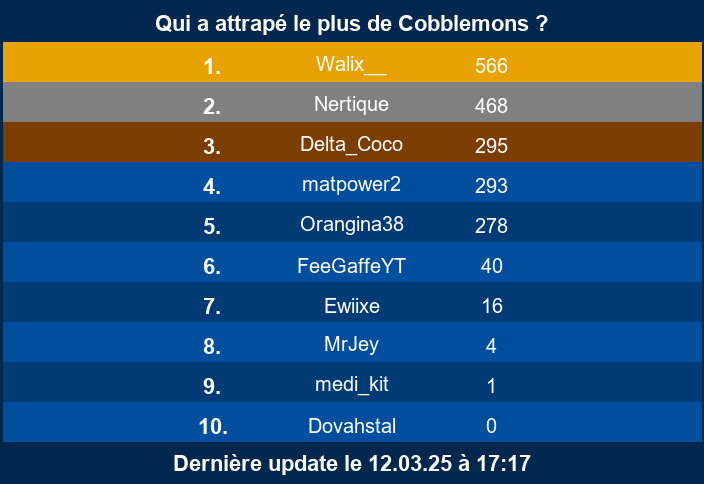 Qui a attrapé le plus de Cobblemons ?
1. Walix__ 566
2. Nertique 468
3. Delta_Coco 295
4. matpower2 293
5. Orangina38 278
6. FeeGaffeYT 40
7. Ewiixe 16
8. MrJey 4
9. medi_kit 1
10. Dovahstal 0
Dernière update le 12.03.25 à 17:17